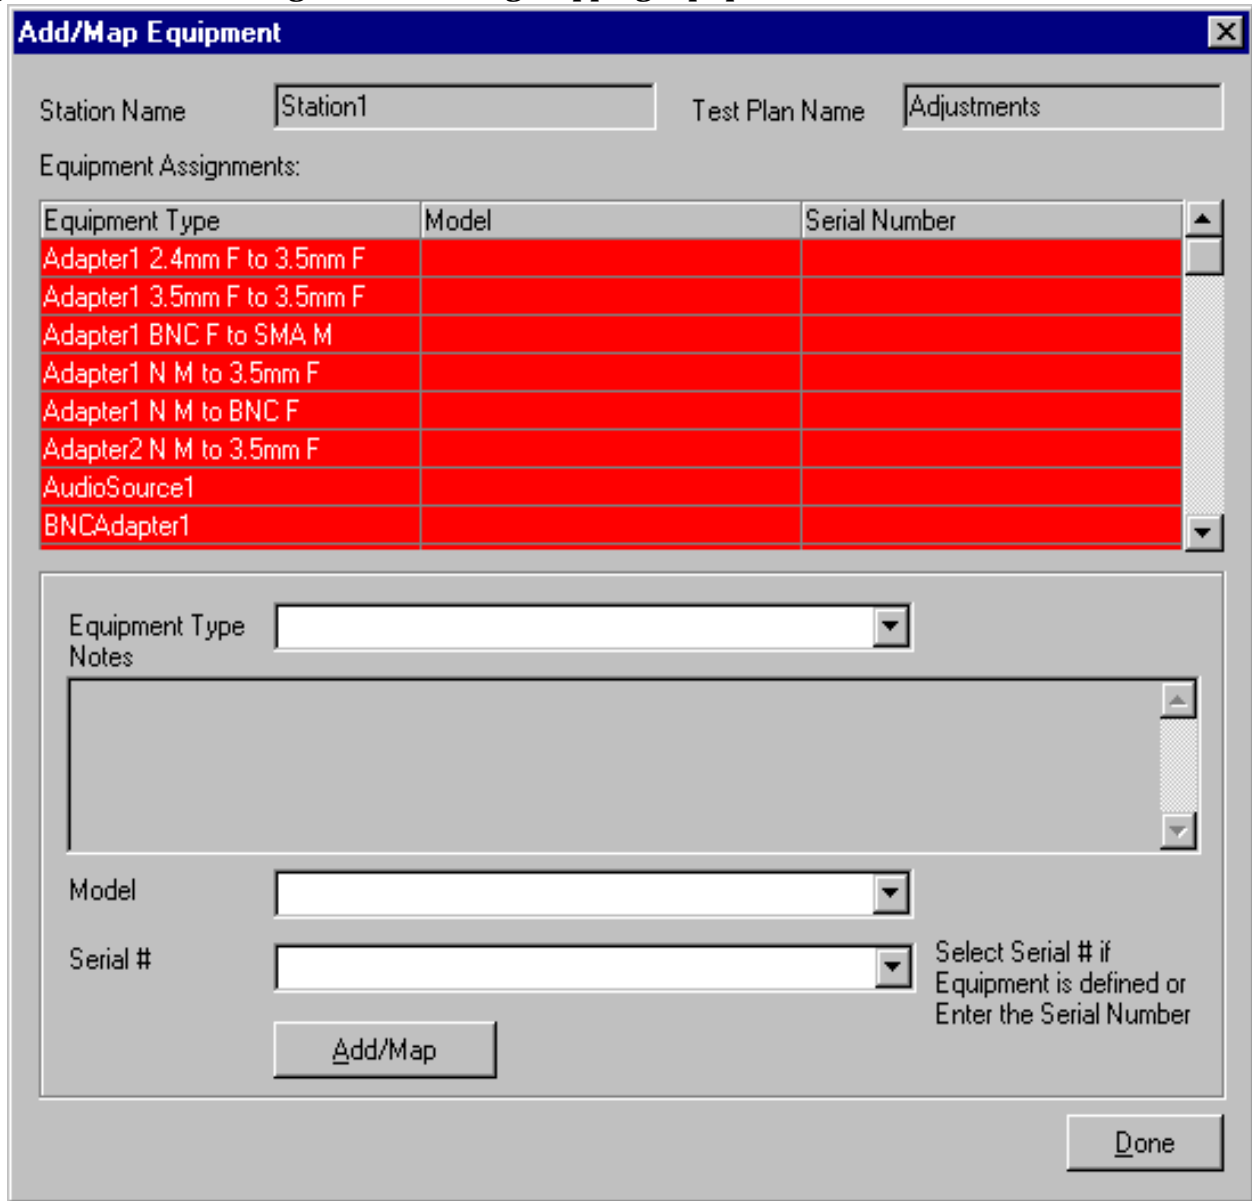 Add/Map Equipment
Station Name Station1 Test Plan Name Adjustments
Equipment Assignments:
Equipment Type Model Serial Number
Adapter1 2.4mm F to 3.5mm F
Adapter1 3.5mm F to 3.5mm F
Adapter1 BNC F to SMA M
Adapter1 N M to 3.5mm F
Adapter1 N M to BNC F
Adapter2 N M to 3.5mm F
AudioSource1
BNCAdapter1
Equipment Type
Notes
Model
Serial #
Select Serial # if
Equipment is defined or
Enter the Serial Number
Add/Map
Done